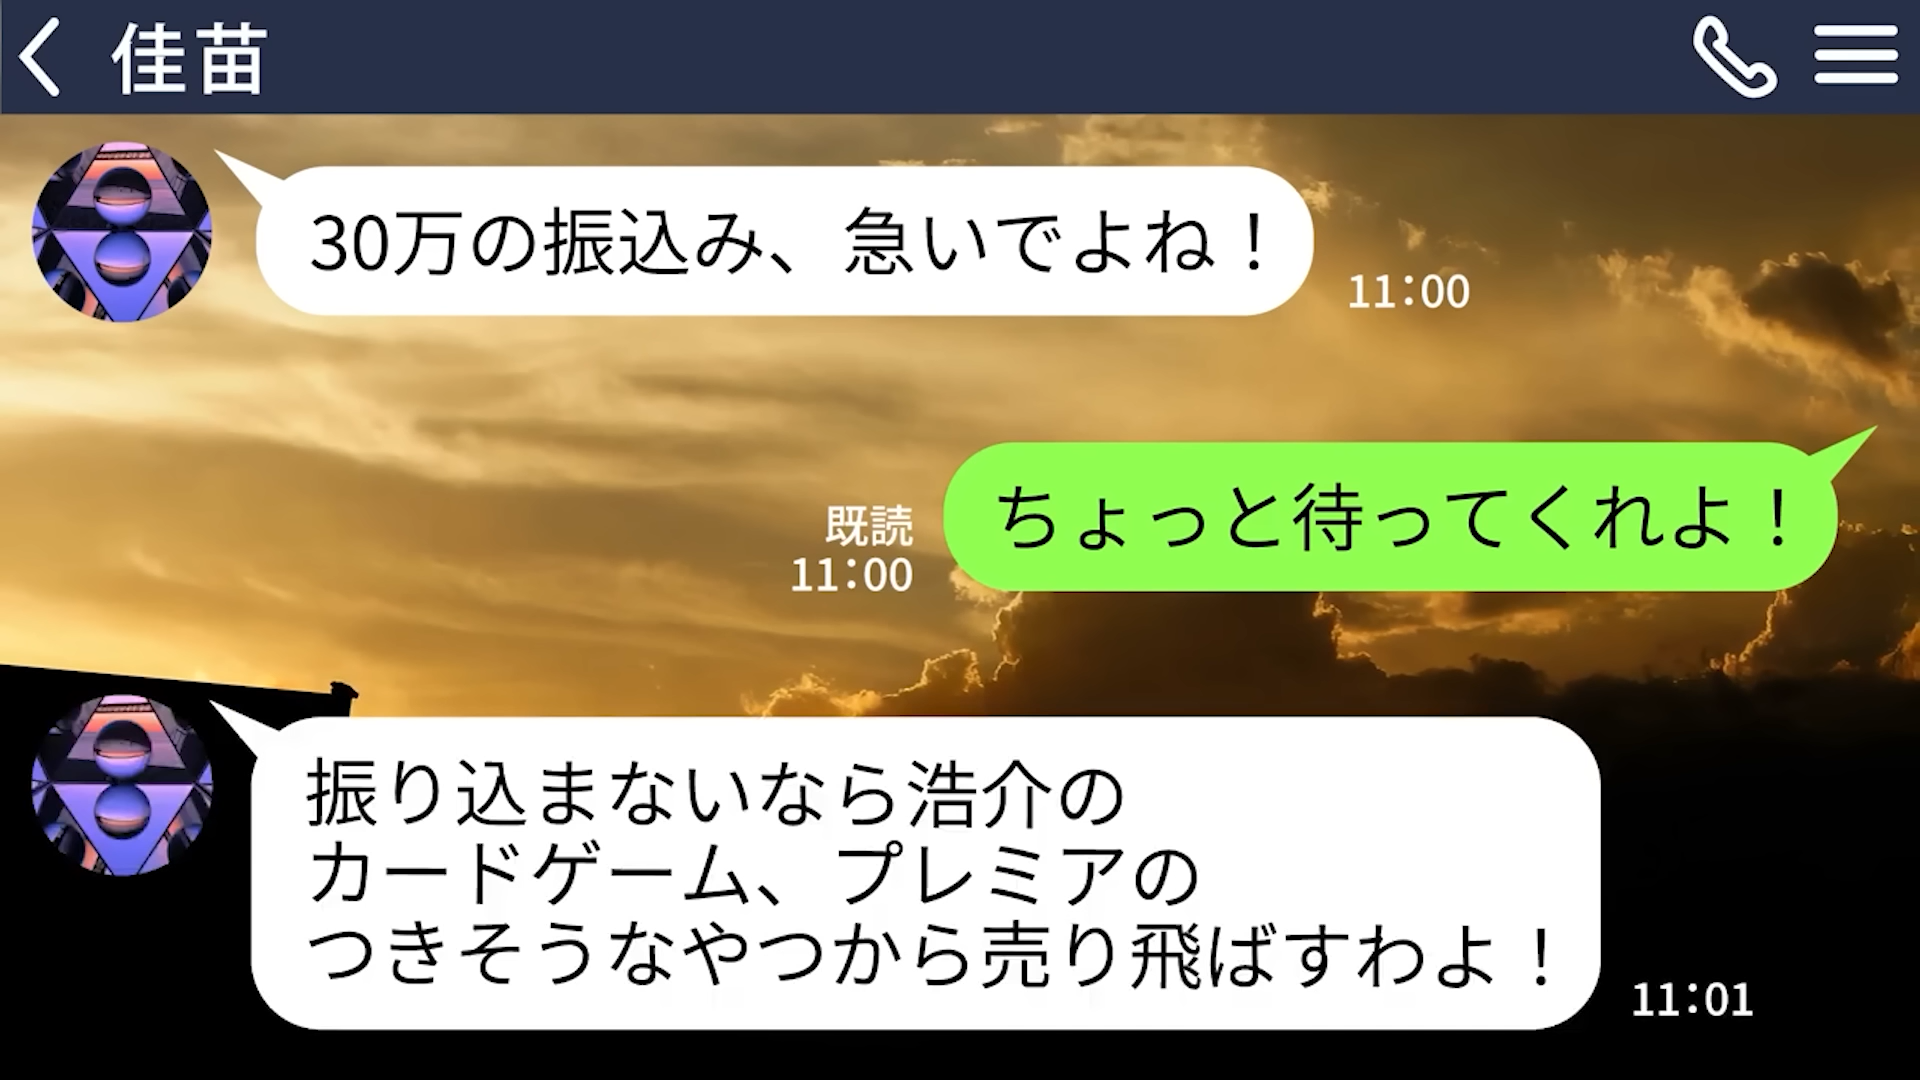 佳苗
30万の振込み、急いでよね！
11:00
ちょっと待ってくれよ！
既読
11:00
振り込まないなら浩介の
カードゲーム、プレミアの
つきそうなやつから売り飛ばすわよ！
11:01